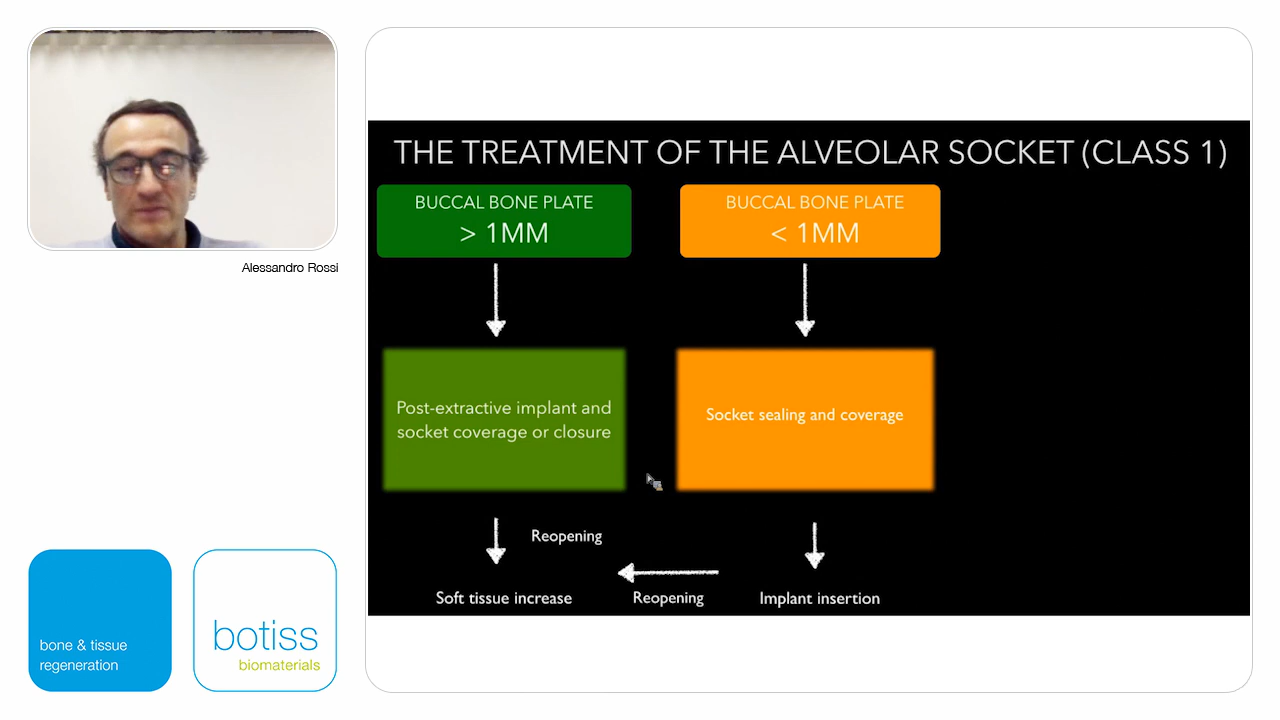 Alessandro Rossi
THE TREATMENT OF THE ALVEOLAR SOCKET (CLASS 1)
BUCCAL BONE PLATE
> 1MM
BUCCAL BONE PLATE
< 1MM
Post-extractive implant and
socket coverage or closure
Socket sealing and coverage
Reopening
Soft tissue increase
Reopening
Implant insertion
bone & tissue
regeneration
botiss
biomaterials